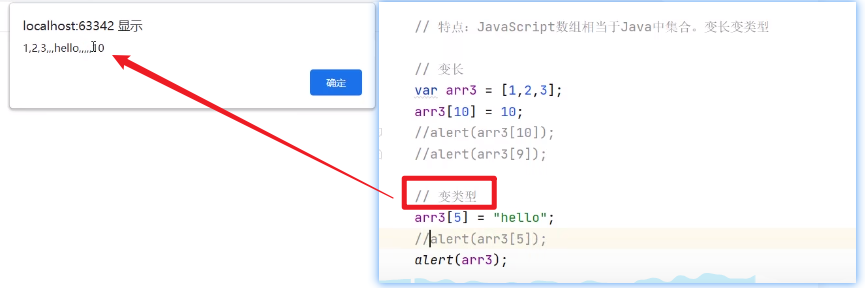 localhost:63342 显示
1,2,3,,,hello,,,,,10
确定
// 特点：JavaScript数组相当于Java中集合。变长变类型
// 变长
var arr3 = [1,2,3];
arr3[10] = 10;
//alert(arr3[10]);
//alert(arr3[9]);
// 变类型
arr3[5] = "hello";
//alert(arr3[5]);
alert(arr3);